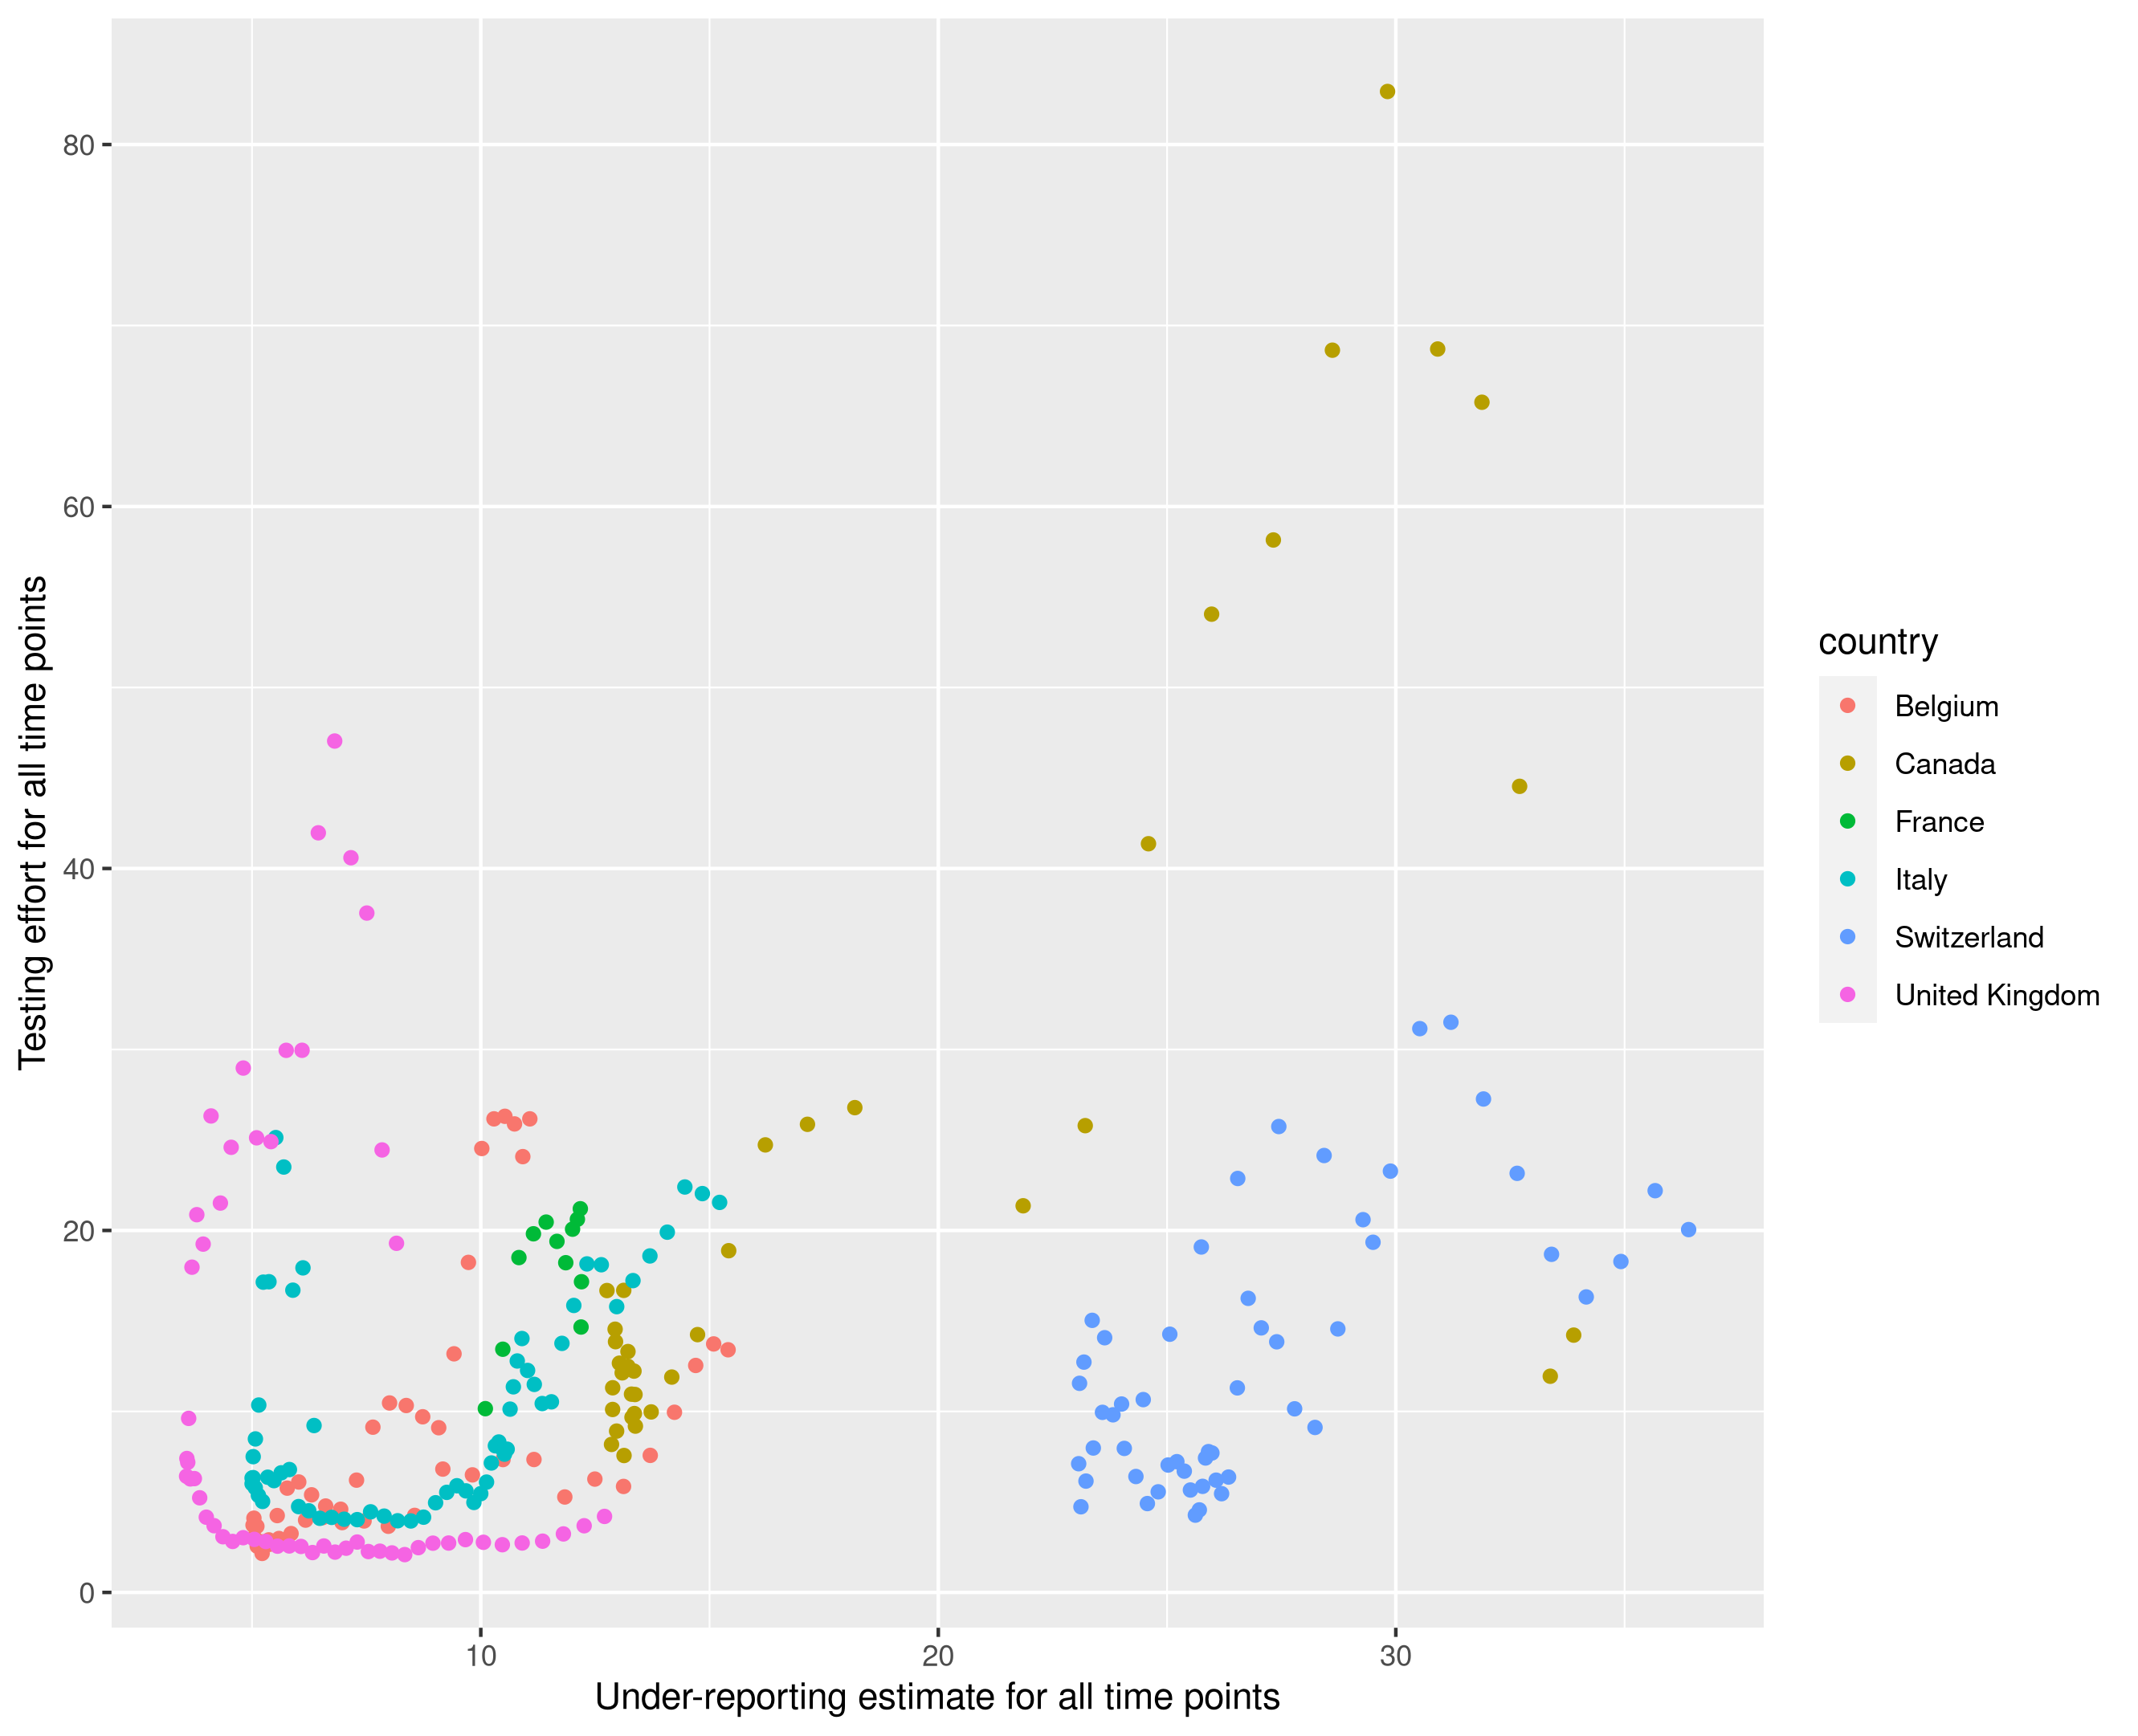 Testing effort for all time points
80
60
40
20
0
10
20
30
Under-reporting estimate for all time points
country
Belgium
Canada
France
Italy
Switzerland
United Kingdom